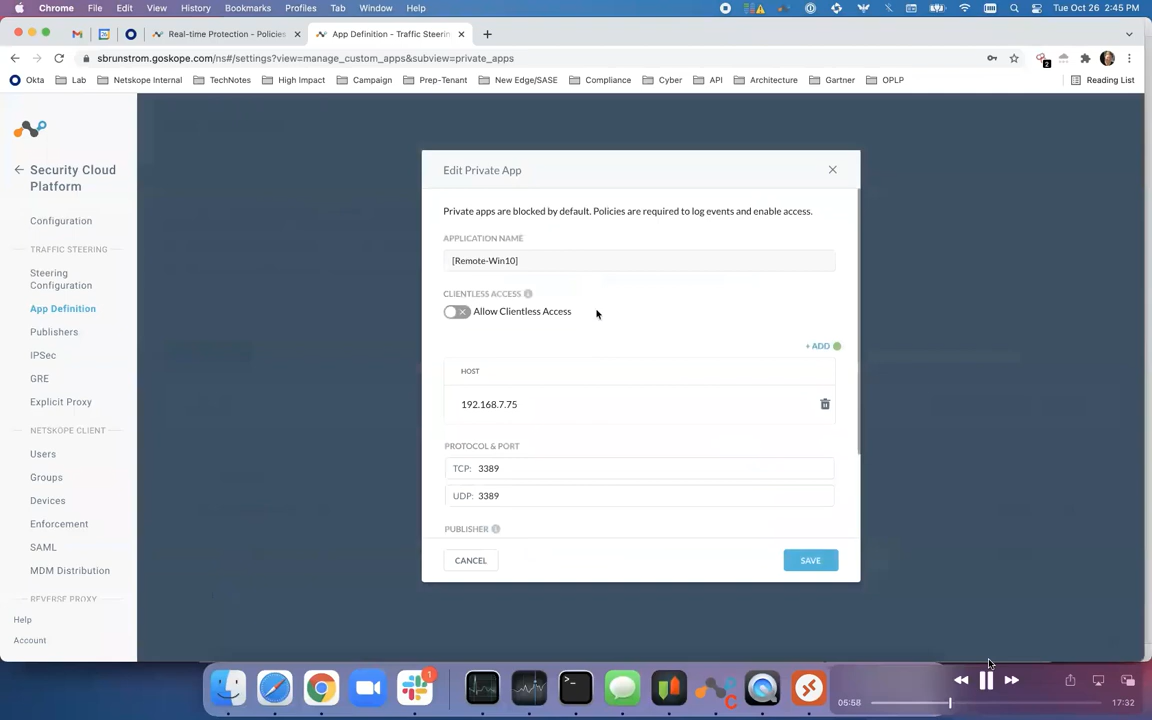 Chrome File Edit View History Bookmarks Profiles Tab Window Help Tue Oct 26 2:45 PM
Real-time Protection - Policies App Definition - Traffic Steerin
sbrunstrom.goskope.com/ns#/settings?view=manage_custom_apps&subview=private_apps 2
Okta Lab Netskope Internal TechNotes High Impact Campaign Prep-Tenant New Edge/SASE Compliance Cyber API Architecture Gartner OPLP Reading List
Security Cloud
Platform
Configuration
TRAFFIC STEERING
Steering
Configuration
App Definition
Publishers
IPSec
GRE
Explicit Proxy
NETSKOPE CLIENT
Users
Groups
Devices
Enforcement
SAML
MDM Distribution
REVERSE PROXY
Help
Account
Edit Private App
Private apps are blocked by default. Policies are required to log events and enable access.
APPLICATION NAME
[Remote-Win10]
CLIENTLESS ACCESS
Allow Clientless Access
+ ADD
HOST
192.168.7.75
PROTOCOL & PORT
TCP: 3389
UDP: 3389
PUBLISHER
CANCEL SAVE
1
C
05:58 17:32